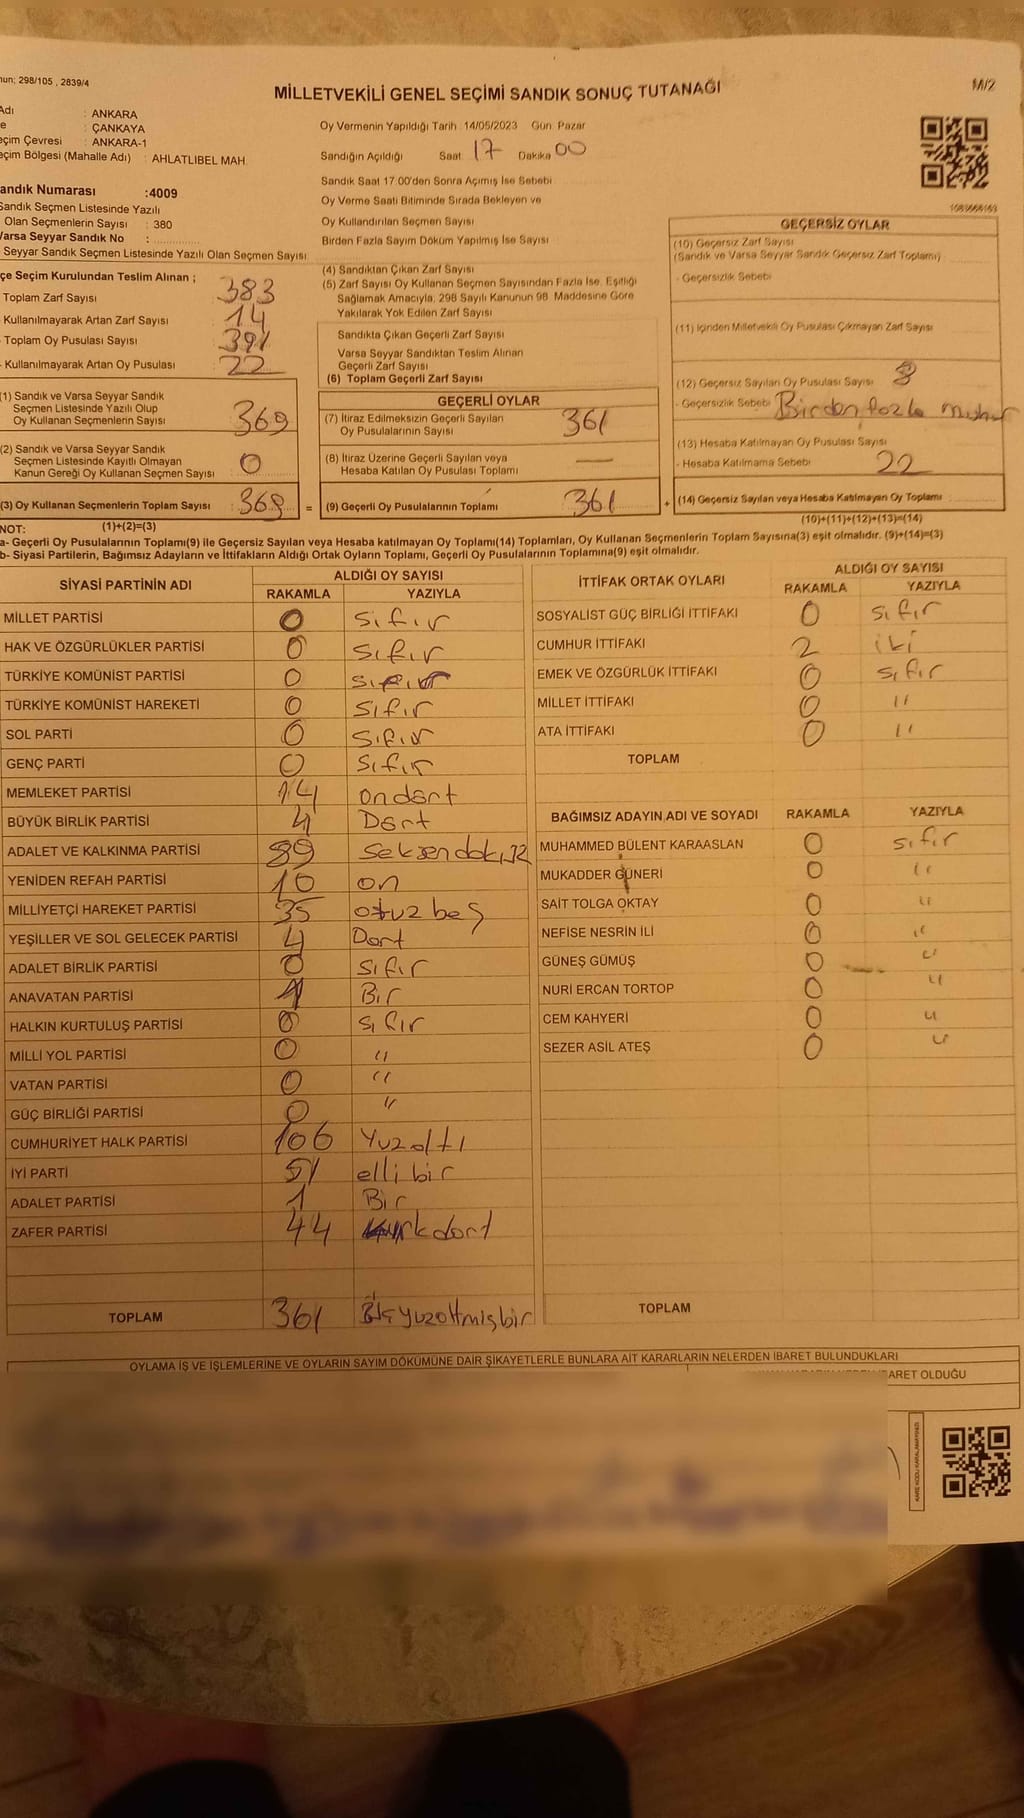 nun; 298/105 , 2839/4
MİLLETVEKİLİ GENEL SEÇİMİ SANDIK SONUÇ TUTANAĞI
M/2
Adı : ANKARA
e : ÇANKAYA
eçim Çevresi : ANKARA-1
eçim Bölgesi (Mahalle Adı) : AHLATLIBEL MAH.
andık Numarası :4009
Sandık Seçmen Listesinde Yazılı
Olan Seçmenlerin Sayısı : 380
Varsa Seyyar Sandık No :
Seyyar Sandık Seçmen Listesinde Yazılı Olan Seçmen Sayısı
Oy Vermenin Yapıldığı Tarih 14/05/2023 Gün Pazar
Sandığın Açıldığı Saat 17 Dakika 00
Sandık Saat 17.00'den Sonra Açımış İse Sebebi
Oy Verme Saati Bitiminde Sırada Bekleyen ve
Oy Kullandırılan Seçmen Sayısı
Birden Fazla Sayım Döküm Yapılmış İse Sayısı
çe Seçim Kurulundan Teslim Alınan ;
Toplam Zarf Sayısı 383
Kullanılmayarak Artan Zarf Sayısı 14
Toplam Oy Pusulası Sayısı 391
Kullanılmayarak Artan Oy Pusulası 22
(1) Sandık ve Varsa Seyyar Sandık
Seçmen Listesinde Yazılı Olup
Oy Kullanan Seçmenlerin Sayısı 369
(2) Sandık ve Varsa Seyyar Sandık
Seçmen Listesinde Kayıtlı Olmayan
Kanun Gereği Oy Kullanan Seçmen Sayısı 0
(3) Oy Kullanan Seçmenlerin Toplam Sayısı 369 =
(4) Sandıktan Çıkan Zarf Sayısı
(5) Zarf Sayısı Oy Kullanan Seçmen Sayısından Fazla İse, Eşitliği
Sağlamak Amacıyla, 298 Sayılı Kanunun 98. Maddesine Göre
Yakılarak Yok Edilen Zarf Sayısı
Sandıkta Çıkan Geçerli Zarf Sayısı
Varsa Seyyar Sandıktan Teslim Alınan
Geçerli Zarf Sayısı
(6) Toplam Geçerli Zarf Sayısı
GEÇERLİ OYLAR
(7) İtiraz Edilmeksizin Geçerli Sayılan
Oy Pusulalarının Sayısı 361
(8) İtiraz Üzerine Geçerli Sayılan veya
Hesaba Katılan Oy Pusulası Toplamı —
(9) Geçerli Oy Pusulalarının Toplamı 361 +
GEÇERSİZ OYLAR
(10) Geçersiz Zarf Sayısı
(Sandık ve Varsa Seyyar Sandık Geçersiz Zarf Toplamı)
- Geçersizlik Sebebi
(11) İçinden Milletvekili Oy Pusulası Çıkmayan Zarf Sayısı
(12) Geçersiz Sayılan Oy Pusulası Sayısı 8
- Geçersizlik Sebebi Birden fazla mühür
(13) Hesaba Katılmayan Oy Pusulası Sayısı
- Hesaba Katılmama Sebebi 22
(14) Geçersiz Sayılan veya Hesaba Katılmayan Oy Toplamı
NOT: (1)+(2)=(3) (10)+(11)+(12)+(13)=(14)
a- Geçerli Oy Pusulalarının Toplamı(9) ile Geçersiz Sayılan veya Hesaba katılmayan Oy Toplamı(14) Toplamları, Oy Kullanan Seçmenlerin Toplam Sayısına(3) eşit olmalıdır. (9)+(14)=(3)
b- Siyasi Partilerin, Bağımsız Adayların ve İttifakların Aldığı Ortak Oyların Toplamı, Geçerli Oy Pusulalarının Toplamına(9) eşit olmalıdır.
SİYASİ PARTİNİN ADI ALDIĞI OY SAYISI
RAKAMLA YAZIYLA
MİLLET PARTİSİ 0 sıfır
HAK VE ÖZGÜRLÜKLER PARTİSİ 0 sıfır
TÜRKİYE KOMÜNİST PARTİSİ 0 sıfır
TÜRKİYE KOMÜNİST HAREKETİ 0 sıfır
SOL PARTİ 0 sıfır
GENÇ PARTİ 0 sıfır
MEMLEKET PARTİSİ 14 ondört
BÜYÜK BİRLİK PARTİSİ 4 Dört
ADALET VE KALKINMA PARTİSİ 89 seksendokuz
YENİDEN REFAH PARTİSİ 10 on
MİLLİYETÇİ HAREKET PARTİSİ 35 otuz beş
YEŞİLLER VE SOL GELECEK PARTİSİ 4 Dört
ADALET BİRLİK PARTİSİ 0 sıfır
ANAVATAN PARTİSİ 1 Bir
HALKIN KURTULUŞ PARTİSİ 0 sıfır
MİLLİ YOL PARTİSİ 0 "
VATAN PARTİSİ 0 "
GÜÇ BİRLİĞİ PARTİSİ 0 "
CUMHURİYET HALK PARTİSİ 106 Yüzaltı
İYİ PARTİ 51 elli bir
ADALET PARTİSİ 1 Bir
ZAFER PARTİSİ 44 kırkdört
TOPLAM 361 üçyüzaltmışbir
İTTİFAK ORTAK OYLARI ALDIĞI OY SAYISI
RAKAMLA YAZIYLA
SOSYALİST GÜÇ BİRLİĞİ İTTİFAKI 0 sıfır
CUMHUR İTTİFAKI 2 iki
EMEK VE ÖZGÜRLÜK İTTİFAKI 0 sıfır
MİLLET İTTİFAKI 0 "
ATA İTTİFAKI 0 "
TOPLAM
BAĞIMSIZ ADAYIN ADI VE SOYADI RAKAMLA YAZIYLA
MUHAMMED BÜLENT KARAASLAN 0 sıfır
MUKADDER GÜNERİ 0 "
SAİT TOLGA OKTAY 0 "
NEFİSE NESRİN İLİ 0 "
GÜNEŞ GÜMÜŞ 0 "
NURİ ERCAN TORTOP 0 "
CEM KAHYERİ 0 "
SEZER ASİL ATEŞ 0 "
TOPLAM
OYLAMA İŞ VE İŞLEMLERİNE VE OYLARIN SAYIM DÖKÜMÜNE DAİR ŞİKAYETLERLE BUNLARA AİT KARARLARIN NELERDEN İBARET BULUNDUKLARI
ARET OLDUĞU